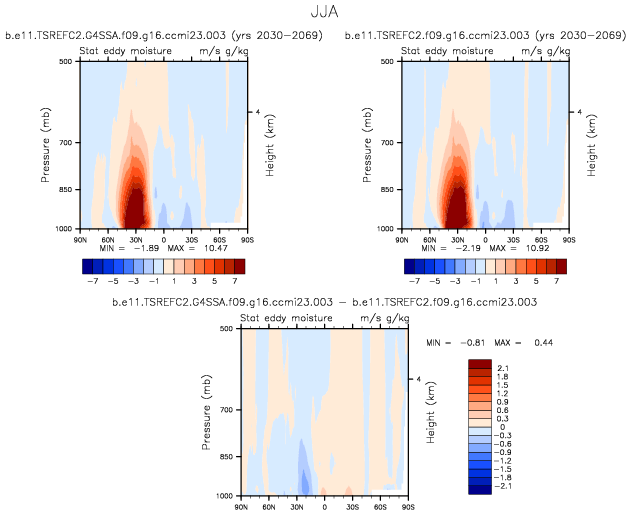 JJA
b.e11.TSREFC2.G4SSA.f09.g16.ccmi23.003 (yrs 2030−2069)
Stat eddy moisture m/s g/kg
500
700
850
1000
Pressure (mb)
4
Height (km)
90N 60N 30N 0 30S 60S 90S
MIN = −1.89 MAX = 10.47
−7 −5 −3 −1 1 3 5 7
b.e11.TSREFC2.f09.g16.ccmi23.003 (yrs 2030−2069)
Stat eddy moisture m/s g/kg
500
700
850
1000
Pressure (mb)
4
Height (km)
90N 60N 30N 0 30S 60S 90S
MIN = −2.19 MAX = 10.92
−7 −5 −3 −1 1 3 5 7
b.e11.TSREFC2.G4SSA.f09.g16.ccmi23.003 − b.e11.TSREFC2.f09.g16.ccmi23.003
Stat eddy moisture m/s g/kg
500
700
850
1000
Pressure (mb)
4
Height (km)
90N 60N 30N 0 30S 60S 90S
MIN = −0.81 MAX = 0.44
2.1
1.8
1.5
1.2
0.9
0.6
0.3
0
−0.3
−0.6
−0.9
−1.2
−1.5
−1.8
−2.1